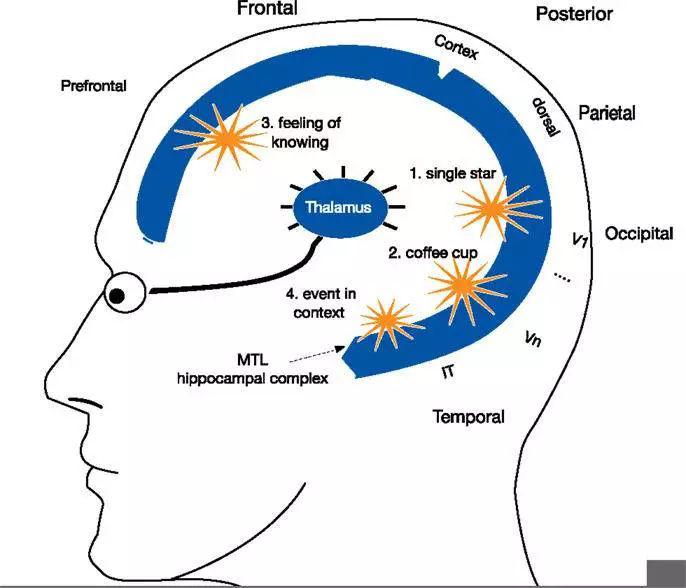 Frontal
Posterior
Cortex
Prefrontal
dorsal
Parietal
3. feeling of
knowing
1. single star
Thalamus
V1
Occipital
2. coffee cup
....
4. event in
context
Vn
MTL
hippocampal complex
IT
Temporal